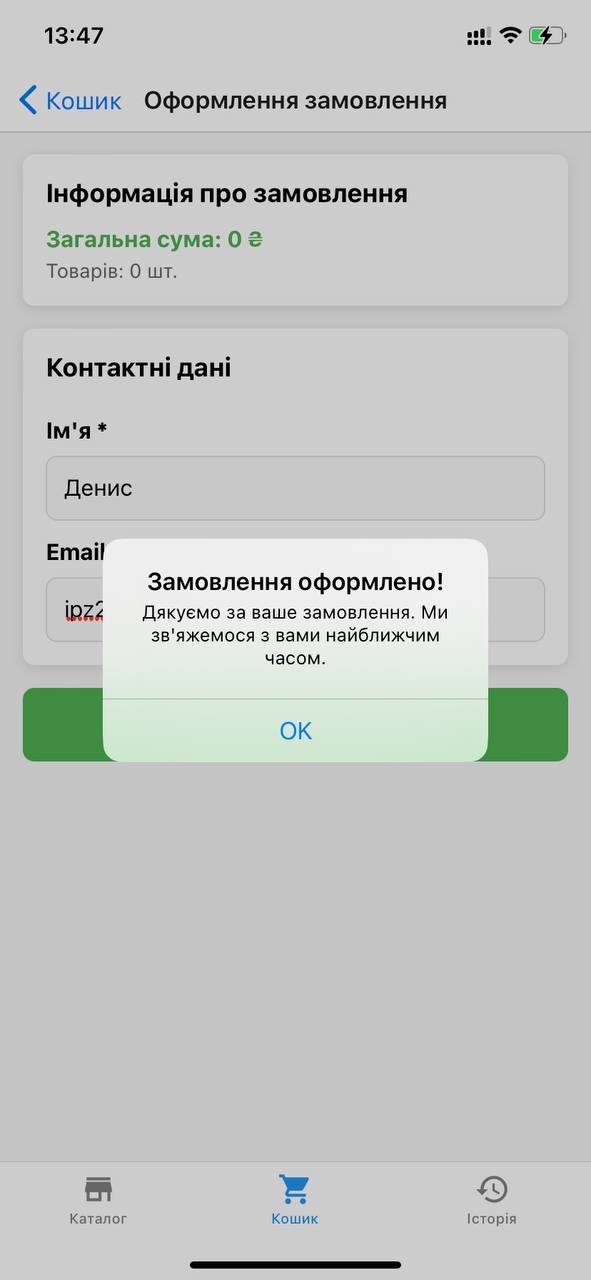 13:47
Кошик Оформлення замовлення
Інформація про замовлення
Загальна сума: 0 ₴
Товарів: 0 шт.
Контактні дані
Ім'я *
Денис
Email
ipz2
Замовлення оформлено!
Дякуємо за ваше замовлення. Ми
зв'яжемося з вами найближчим
часом.
OK
Каталог Кошик Історія